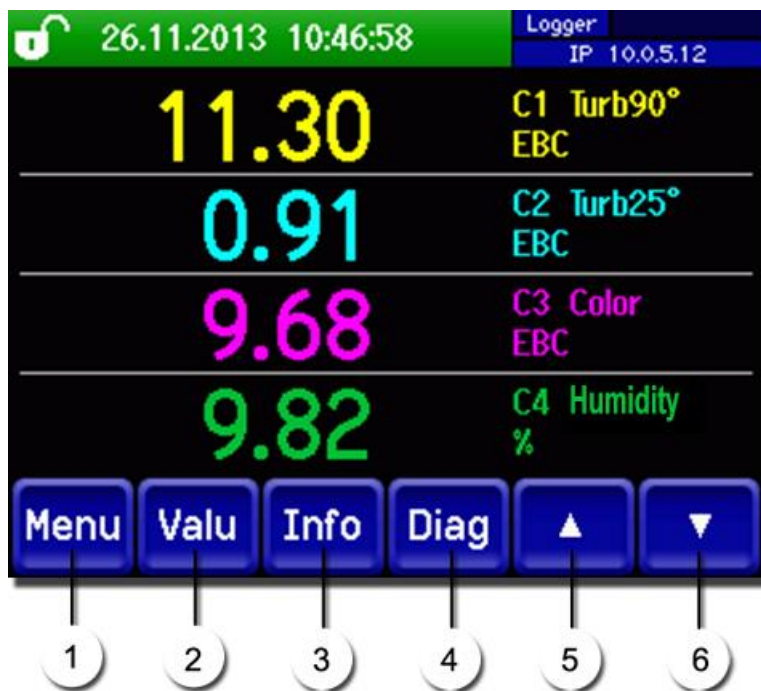 26.11.2013 10:46:58
Logger
IP 10.0.5.12
11.30
C1 Turb90°
EBC
0.91
C2 Turb25°
EBC
9.68
C3 Color
EBC
9.82
C4 Humidity
%
Menu Valu Info Diag ▲ ▼
1 2 3 4 5 6